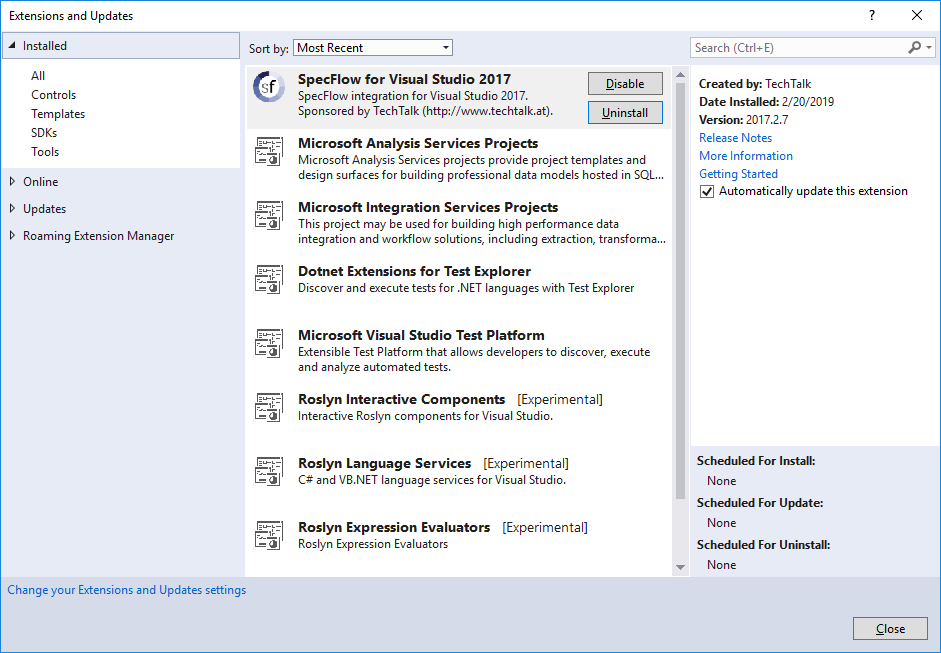 Extensions and Updates
?
Installed
All
Controls
Templates
SDKs
Tools
Online
Updates
Roaming Extension Manager
Sort by: Most Recent
sf
SpecFlow for Visual Studio 2017
SpecFlow integration for Visual Studio 2017.
Sponsored by TechTalk (http://www.techtalk.at).
Disable
Uninstall
Microsoft Analysis Services Projects
Microsoft Analysis Services projects provide project templates and
design surfaces for building professional data models hosted in SQL...
Microsoft Integration Services Projects
This project may be used for building high performance data
integration and workflow solutions, including extraction, transforma...
Dotnet Extensions for Test Explorer
Discover and execute tests for .NET languages with Test Explorer
Microsoft Visual Studio Test Platform
Extensible Test Platform that allows developers to discover, execute
and analyze automated tests.
Roslyn Interactive Components [Experimental]
Interactive Roslyn components for Visual Studio.
Roslyn Language Services [Experimental]
C# and VB.NET language services for Visual Studio.
Roslyn Expression Evaluators [Experimental]
Roslyn Expression Evaluators
Search (Ctrl+E)
Created by: TechTalk
Date Installed: 2/20/2019
Version: 2017.2.7
Release Notes
More Information
Getting Started
Automatically update this extension
Scheduled For Install:
None
Scheduled For Update:
None
Scheduled For Uninstall:
None
Change your Extensions and Updates settings
Close